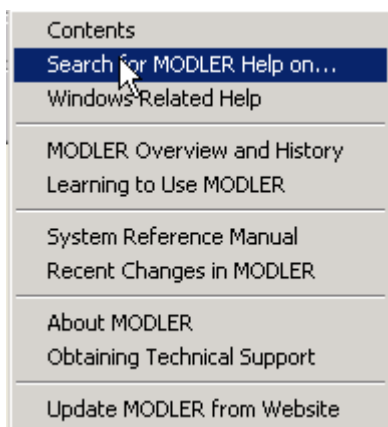 Contents
Search for MODLER Help on...
Windows-Related Help
MODLER Overview and History
Learning to Use MODLER
System Reference Manual
Recent Changes in MODLER
About MODLER
Obtaining Technical Support
Update MODLER from Website